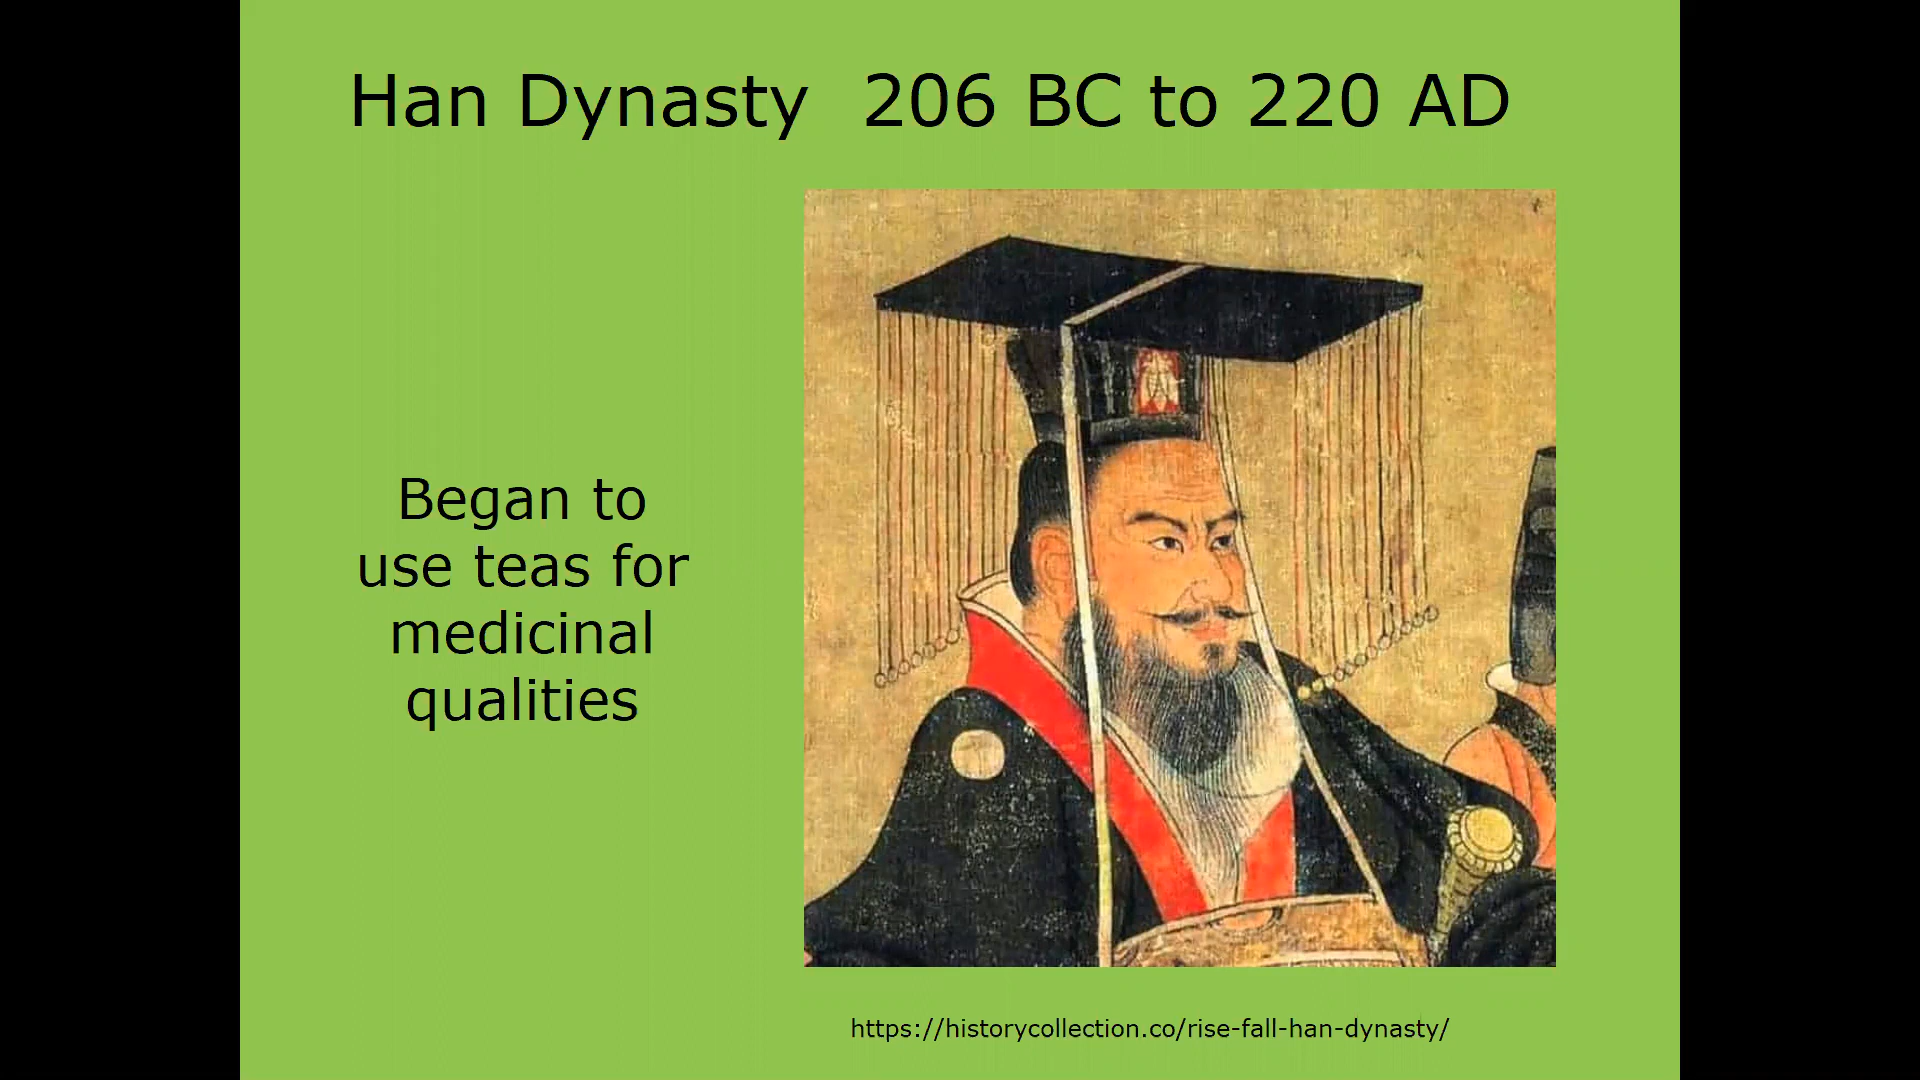 Han Dynasty  206 BC to 220 AD
Began to
use teas for
medicinal
qualities
https://historycollection.co/rise-fall-han-dynasty/